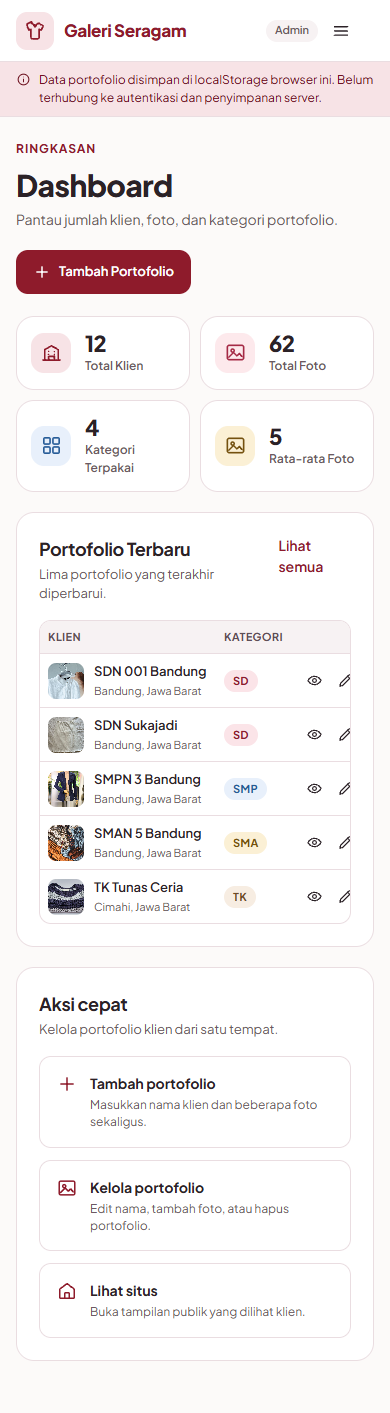 Galeri Seragam
Admin
Data portofolio disimpan di localStorage browser ini. Belum
terhubung ke autentikasi dan penyimpanan server.
RINGKASAN
Dashboard
Pantau jumlah klien, foto, dan kategori portofolio.
Tambah Portofolio
12
Total Klien
62
Total Foto
4
Kategori
Terpakai
5
Rata-rata Foto
Portofolio Terbaru
Lihat
semua
Lima portofolio yang terakhir
diperbarui.
KLIEN
KATEGORI
SDN 001 Bandung
Bandung, Jawa Barat
SD
SDN Sukajadi
Bandung, Jawa Barat
SD
SMPN 3 Bandung
Bandung, Jawa Barat
SMP
SMAN 5 Bandung
Bandung, Jawa Barat
SMA
TK Tunas Ceria
Cimahi, Jawa Barat
TK
Aksi cepat
Kelola portofolio klien dari satu tempat.
Tambah portofolio
Masukkan nama klien dan beberapa foto
sekaligus.
Kelola portofolio
Edit nama, tambah foto, atau hapus
portofolio.
Lihat situs
Buka tampilan publik yang dilihat klien.